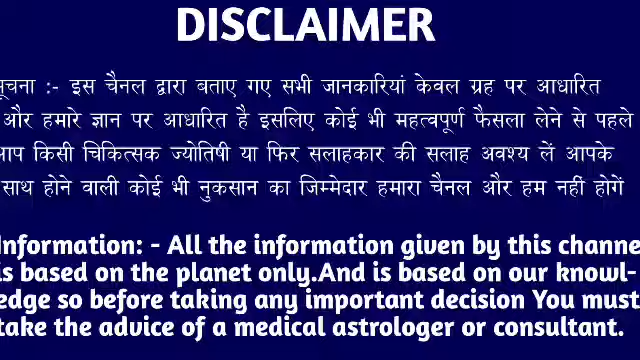 DISCLAIMER
सूचना :- इस चैनल द्वारा बताए गए सभी जानकारियां केवल ग्रह पर आधारित
और हमारे ज्ञान पर आधारित है इसलिए कोई भी महत्वपूर्ण फैसला लेने से पहले
आप किसी चिकित्सक ज्योतिषी या फिर सलाहकार की सलाह अवश्य लें आपके
साथ होने वाली कोई भी नुकसान का जिम्मेदार हमारा चैनल और हम नहीं होगें
Information: - All the information given by this channe
is based on the planet only.And is based on our knowl-
edge so before taking any important decision You must
take the advice of a medical astrologer or consultant.